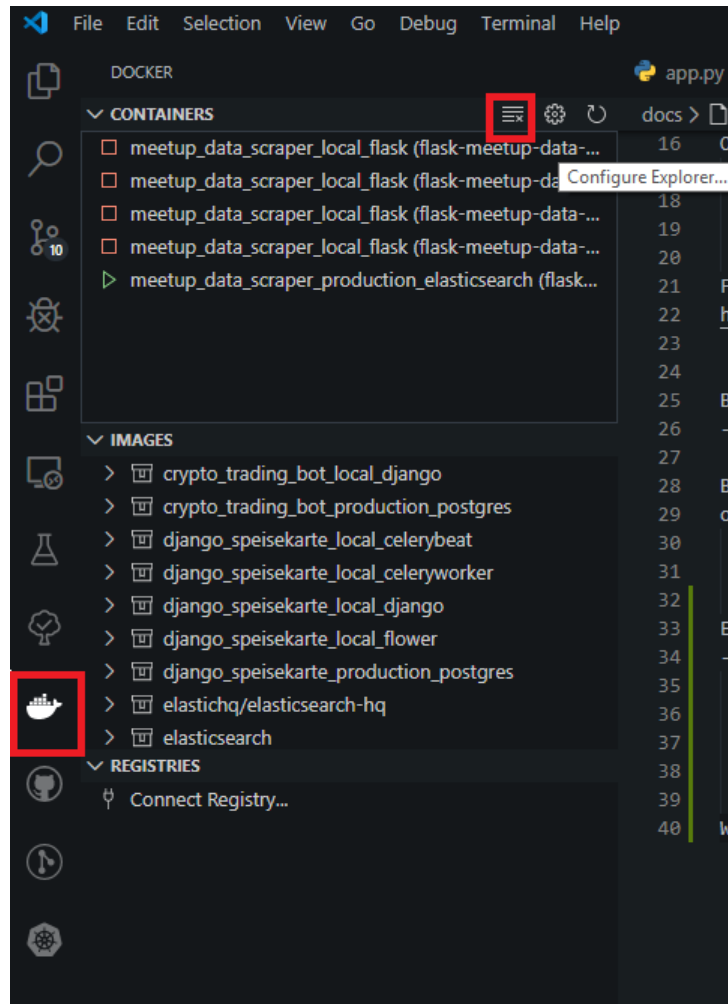 File Edit Selection View Go Debug Terminal Help
DOCKER
app.py
CONTAINERS
docs >
meetup_data_scraper_local_flask (flask-meetup-data-...
meetup_data_scraper_local_flask (flask-meetup-da
Configure Explorer...
meetup_data_scraper_local_flask (flask-meetup-data-...
meetup_data_scraper_local_flask (flask-meetup-data-...
meetup_data_scraper_production_elasticsearch (flask...
10
IMAGES
crypto_trading_bot_local_django
crypto_trading_bot_production_postgres
django_speisekarte_local_celerybeat
django_speisekarte_local_celeryworker
django_speisekarte_local_django
django_speisekarte_local_flower
django_speisekarte_production_postgres
elastichq/elasticsearch-hq
elasticsearch
REGISTRIES
Connect Registry...
16
18
19
20
21
22
23
24
25
26 -
27
28
29
30
31
32
33
34 -
35
36
37
38
39
40